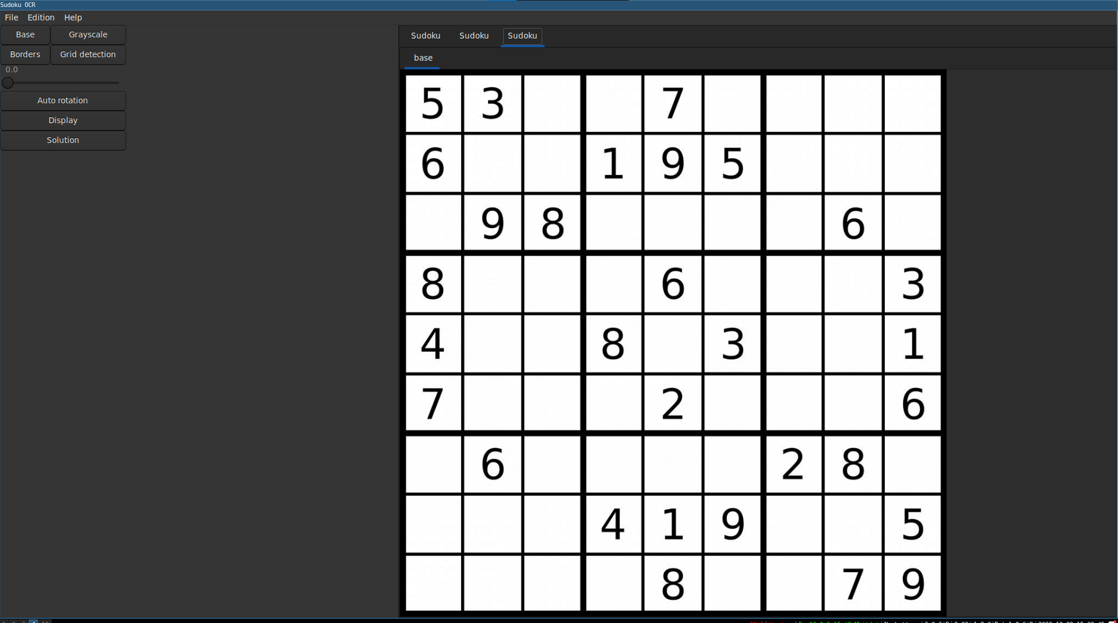 Sudoku OCR
File Edition Help
Base Grayscale
Borders Grid detection
0.0
Auto rotation
Display
Solution
Sudoku Sudoku Sudoku
base
5 3 7
6 1 9 5
9 8 6
8 6 3
4 8 3 1
7 2 6
6 2 8
4 1 9 5
8 7 9